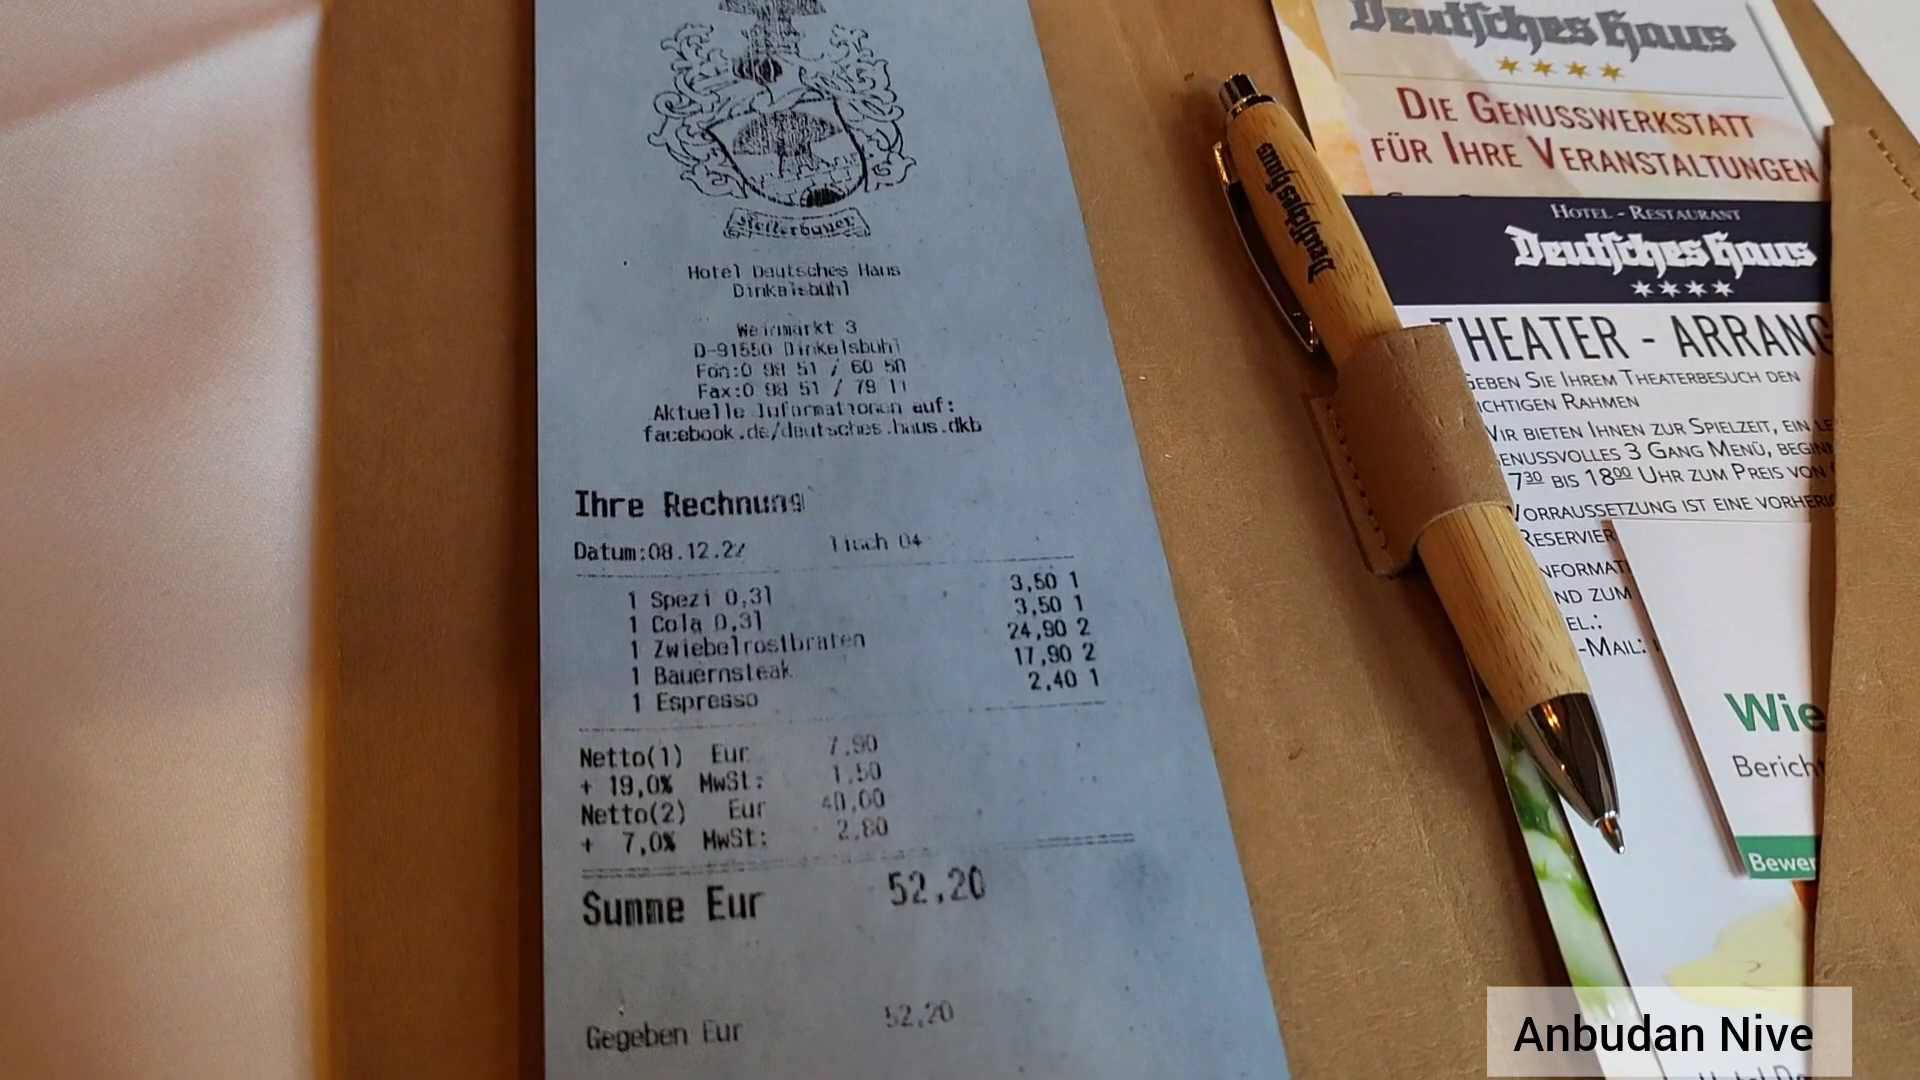 Kellerbauer
Hotel Deutsches Haus
Dinkelsbühl
Weinmarkt 3
D-91550 Dinkelsbühl
Fon:0 98 51 / 60 58
Fax:0 98 51 / 79 11
Aktuelle Informationen auf:
facebook.de/deutsches.haus.dkb
Ihre Rechnung
Datum:08.12.22 Tisch 04
1 Spezi 0,3l 3,50 1
1 Cola 0,3l 3,50 1
1 Zwiebelrostbraten 24,90 2
1 Bauernsteak 17,90 2
1 Espresso 2,40 1
Netto(1) Eur 7,90
+ 19,0% MwSt: 1,50
Netto(2) Eur 40,00
+ 7,0% MwSt: 2,80
Summe Eur 52,20
Gegeben Eur 52,20
Deutsches Haus
Deutsches Haus
DIE GENUSSWERKSTATT
FÜR IHRE VERANSTALTUNGEN
HOTEL - RESTAURANT
Deutsches Haus
THEATER - ARRANG
GEBEN SIE IHREM THEATERBESUCH DEN
ICHTIGEN RAHMEN
WIR BIETEN IHNEN ZUR SPIELZEIT, EIN LE
GENUSSVOLLES 3 GANG MENÜ, BEGINN
17³⁰ BIS 18⁰⁰ UHR ZUM PREIS VON
VORRAUSSETZUNG IST EINE VORHERIG
RESERVIER
INFORMAT
ND ZUM
EL.:
-MAIL:
Wie
Bericht
Bewer
Anbudan Nive